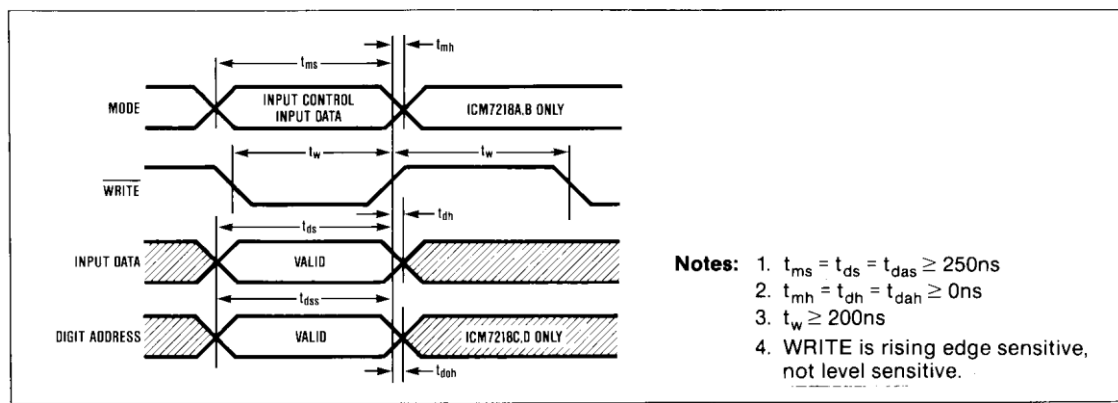 tmh
tms
MODE
INPUT CONTROL
INPUT DATA
ICM7218A,B ONLY
tw
tw
WRITE
tdh
tds
INPUT DATA
VALID
tdss
DIGIT ADDRESS
VALID
ICM7218C,D ONLY
tdah
Notes: 1. tms = tds = tdas ≥ 250ns
2. tmh = tdh = tdah ≥ 0ns
3. tw ≥ 200ns
4. WRITE is rising edge sensitive,
not level sensitive.